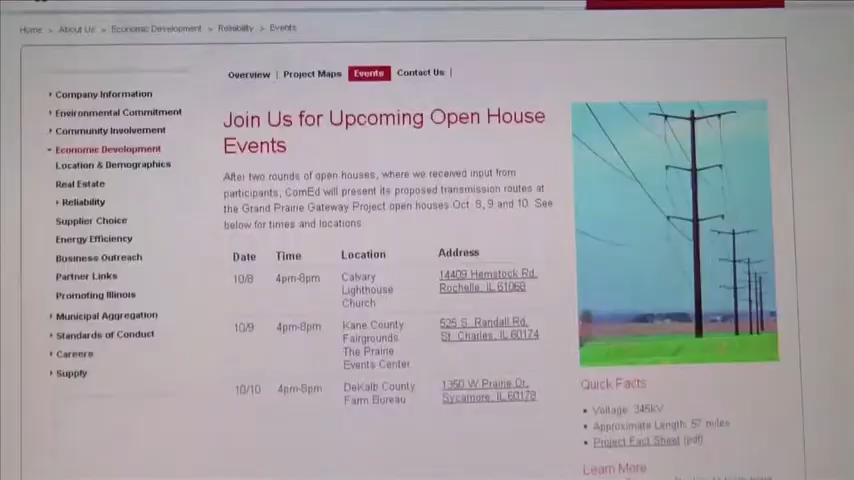 Home > About Us > Economic Development > Reliability > Events
Overview | Project Maps Events Contact Us |
Company Information
Environmental Commitment
Community Involvement
Economic Development
Location & Demographics
Real Estate
Reliability
Supplier Choice
Energy Efficiency
Business Outreach
Partner Links
Promoting Illinois
Municipal Aggregation
Standards of Conduct
Careers
Supply
Join Us for Upcoming Open House
Events
After two rounds of open houses, where we received input from
participants, ComEd will present its proposed transmission routes at
the Grand Prairie Gateway Project open houses Oct. 8, 9 and 10. See
below for times and locations.
Date Time Location Address
10/8 4pm-8pm Calvary 14409 Hemstock Rd.
Lighthouse Rochelle, IL 61068
Church
10/9 4pm-8pm Kane County 525 S. Randall Rd.
Fairgrounds St. Charles, IL 60174
The Prairie
Events Center
10/10 4pm-8pm DeKalb County 1350 W Prairie Dr.
Farm Bureau Sycamore, IL 60178
Quick Facts
Voltage: 345kV
Approximate Length: 57 miles
Project Fact Sheet (pdf)
Learn More